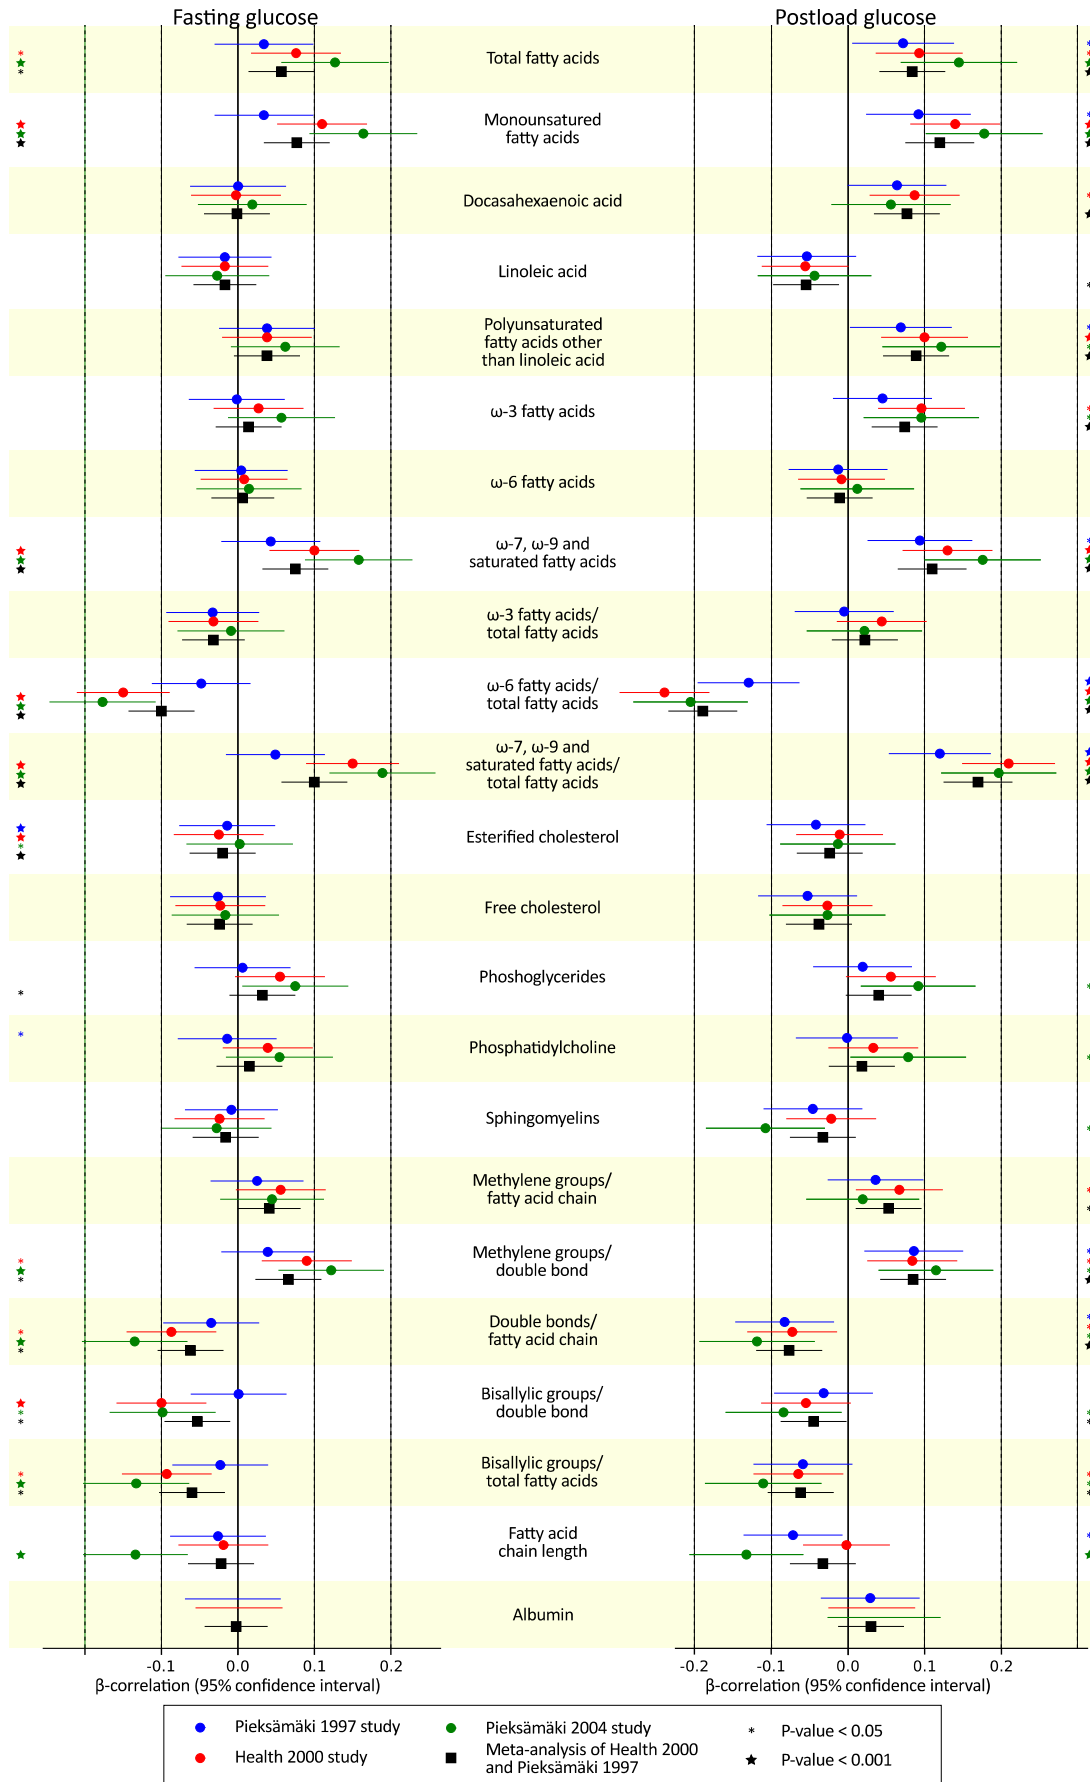 Fasting glucose
Postload glucose
Total fatty acids
Monounsatured
fatty acids
Docasahexaenoic acid
Linoleic acid
Polyunsaturated
fatty acids other
than linoleic acid
ω-3 fatty acids
ω-6 fatty acids
ω-7, ω-9 and
saturated fatty acids
ω-3 fatty acids/
total fatty acids
ω-6 fatty acids/
total fatty acids
ω-7, ω-9 and
saturated fatty acids/
total fatty acids
Esterified cholesterol
Free cholesterol
Phoshoglycerides
Phosphatidylcholine
Sphingomyelins
Methylene groups/
fatty acid chain
Methylene groups/
double bond
Double bonds/
fatty acid chain
Bisallylic groups/
double bond
Bisallylic groups/
total fatty acids
Fatty acid
chain length
Albumin
-0.1 0.0 0.1 0.2
-0.2 -0.1 0.0 0.1 0.2
β-correlation (95% confidence interval)
β-correlation (95% confidence interval)
Pieksämäki 1997 study
Health 2000 study
Pieksämäki 2004 study
Meta-analysis of Health 2000
and Pieksämäki 1997
* P-value < 0.05
★ P-value < 0.001